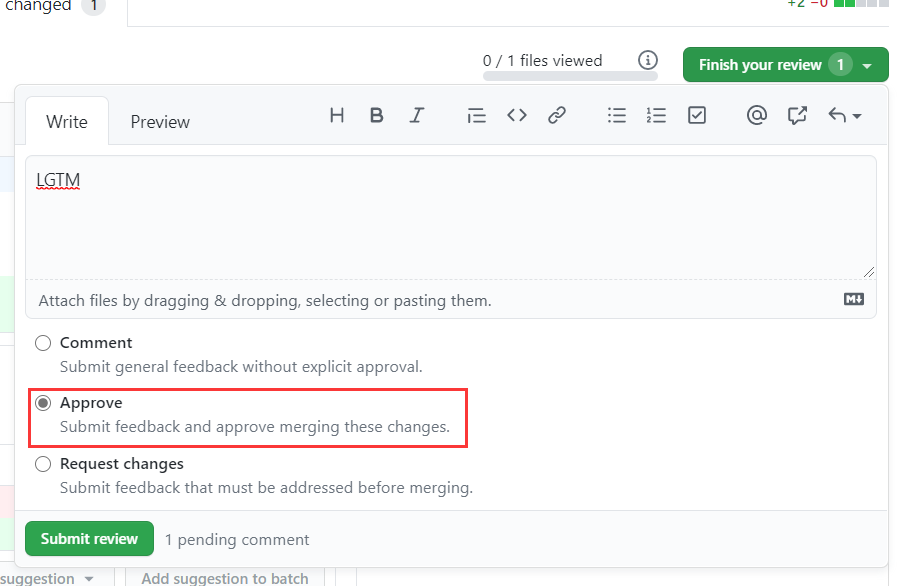 changed 1
+2 −0
0 / 1 files viewed
Finish your review 1
Write
Preview
LGTM
Attach files by dragging & dropping, selecting or pasting them.
Comment
Submit general feedback without explicit approval.
Approve
Submit feedback and approve merging these changes.
Request changes
Submit feedback that must be addressed before merging.
Submit review
1 pending comment
suggestion
Add suggestion to batch